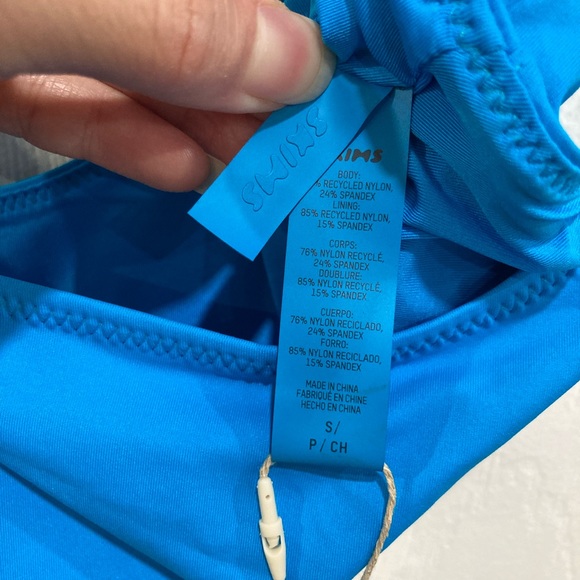 SKIMS
BODY:
% RECYCLED NYLON,
24% SPANDEX
LINING:
85% RECYCLED NYLON,
15% SPANDEX
CORPS:
76% NYLON RECYCLÉ,
24% SPANDEX
DOUBLURE:
85% NYLON RECYCLÉ,
15% SPANDEX
CUERPO:
76% NYLON RECICLADO,
24% SPANDEX
FORRO:
85% NYLON RECICLADO,
15% SPANDEX
MADE IN CHINA
FABRIQUÉ EN CHINE
HECHO EN CHINA
S/
P / CH